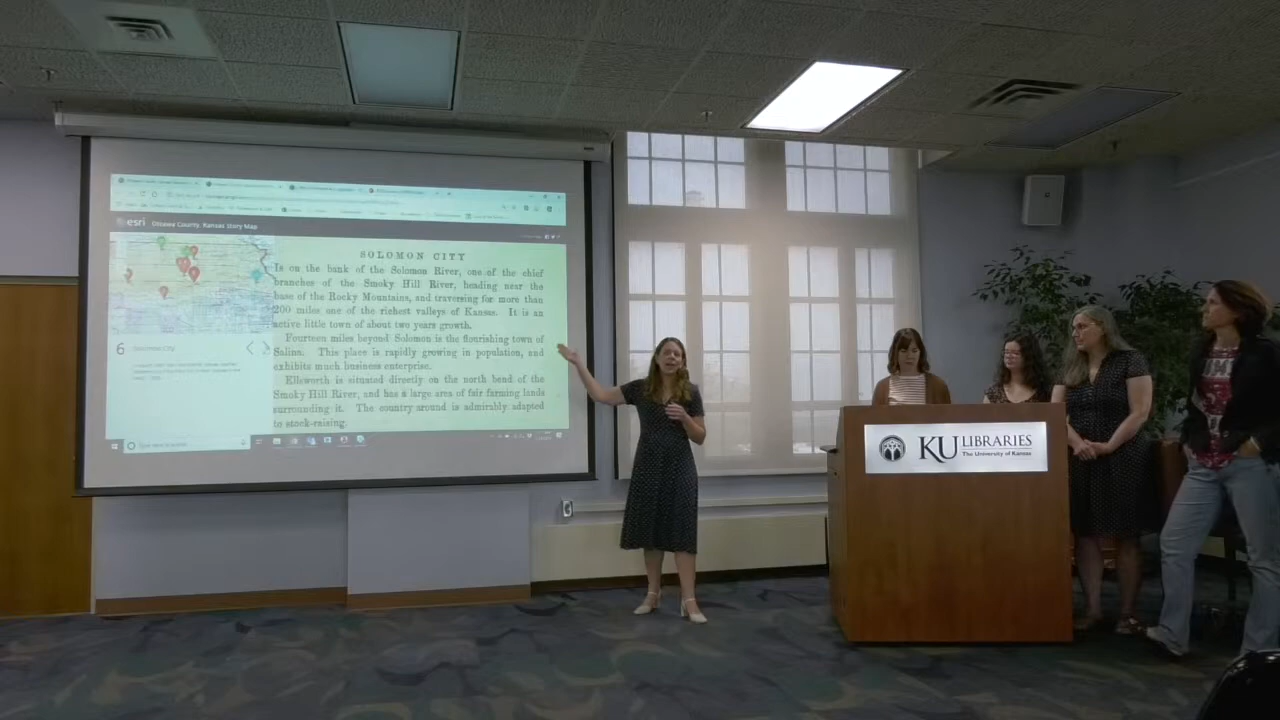 esri Ottawa County, Kansas Story Map
SOLOMON CITY
Is on the bank of the Solomon River, one of the chief
branches of the Smoky Hill River, heading near the
base of the Rocky Mountains, and traversing for more than
200 miles one of the richest valleys of Kansas. It is an
active little town of about two years growth.
Fourteen miles beyond Solomon is the flourishing town of
Salina. This place is rapidly growing in population, and
exhibits much business enterprise.
Ellsworth is situated directly on the north bend of the
Smoky Hill River, and has a large area of fair farming lands
surrounding it. The country around is admirably adapted
to stock-raising.
6 Solomon City
KU LIBRARIES
The University of Kansas